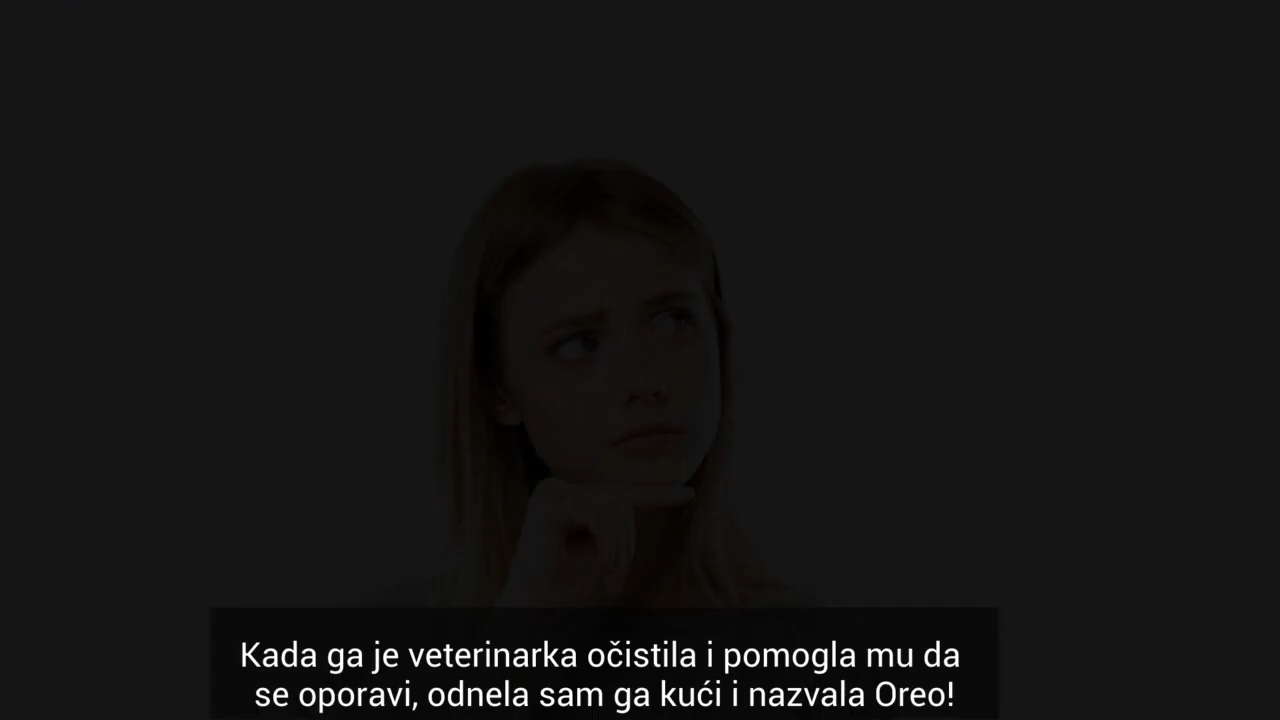 Kada ga je veterinarka očistila i pomogla mu da
se oporavi, odnela sam ga kući i nazvala Oreo!